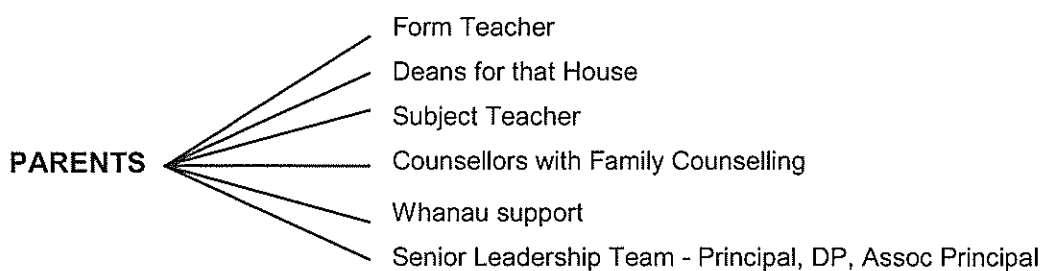 Form Teacher
Deans for that House
Subject Teacher
PARENTS
Counsellors with Family Counselling
Whanau support
Senior Leadership Team - Principal, DP, Assoc Principal